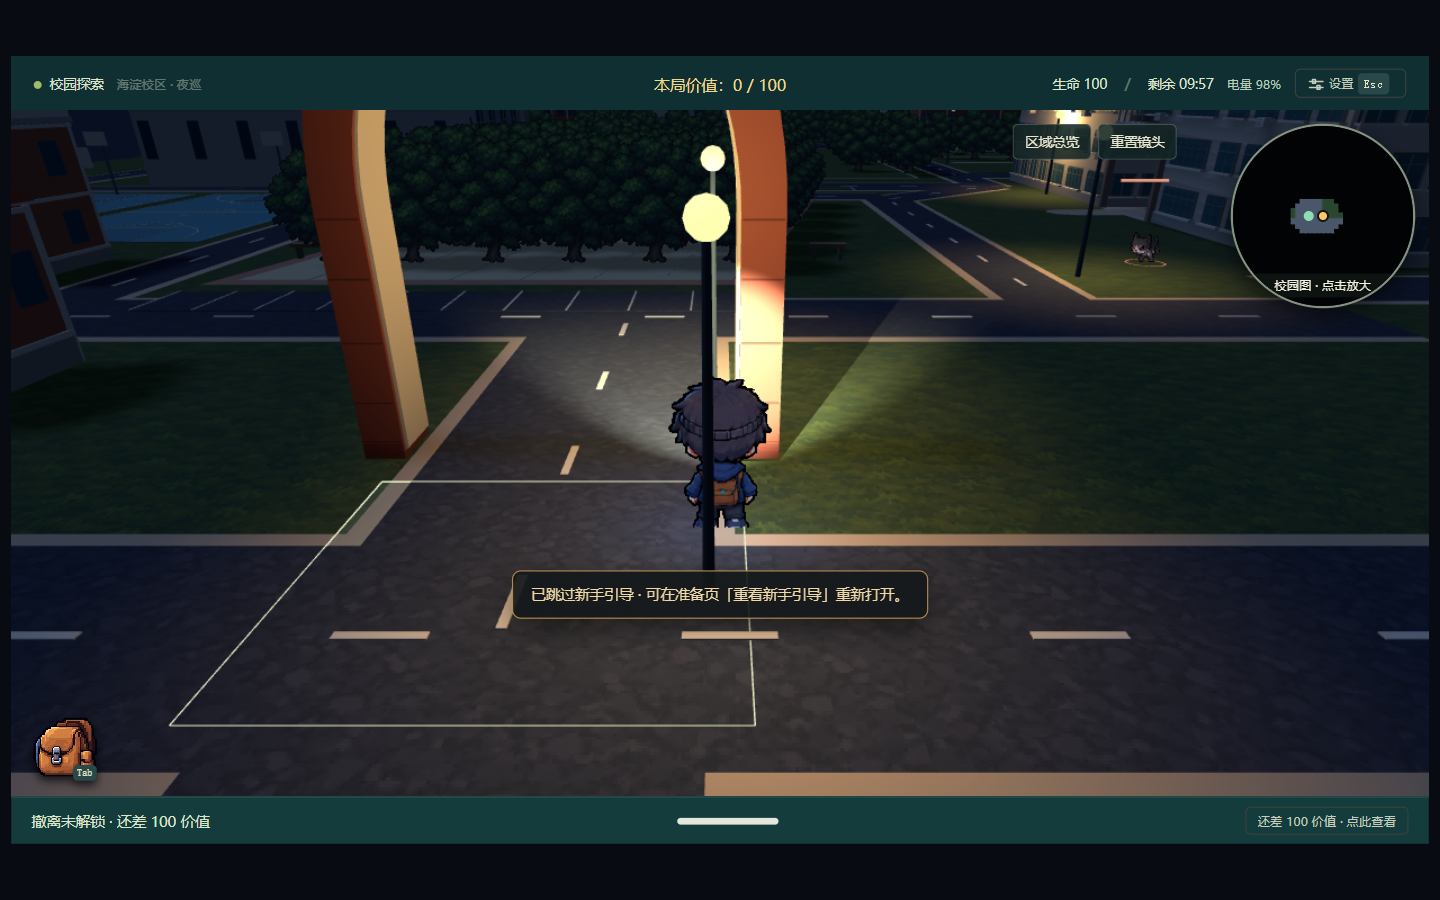 校园探索 海淀校区 · 夜巡
本局价值：0 / 100
生命 100 / 剩余 09:57 电量 98% 设置 Esc
区域总览 重置镜头
校园图 · 点击放大
已跳过新手引导 · 可在准备页「重看新手引导」重新打开。
Tab
撤离未解锁 · 还差 100 价值
还差 100 价值 · 点此查看